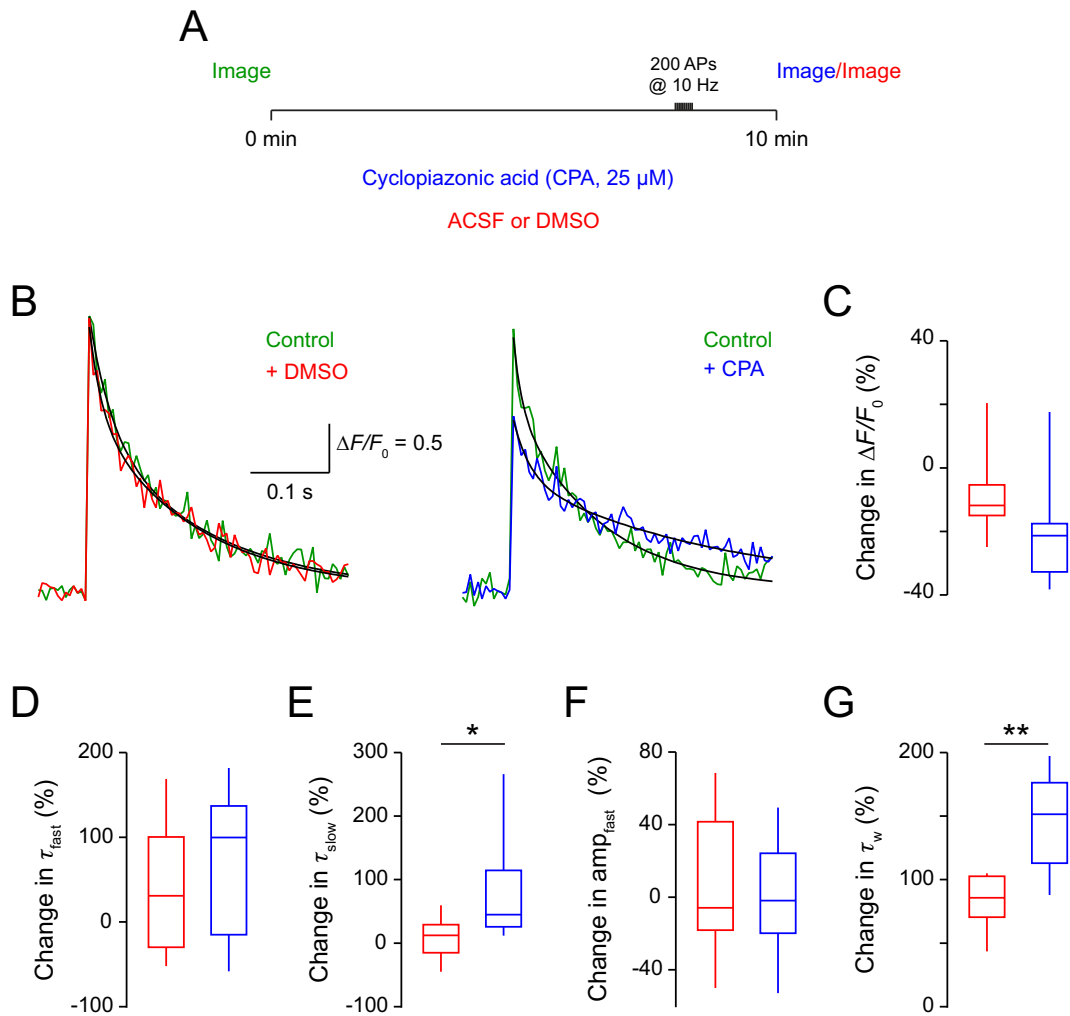 A
Image
200 APs
@ 10 Hz
Image/Image
0 min
10 min
Cyclopiazonic acid (CPA, 25 µM)
ACSF or DMSO
B
Control
+ DMSO
ΔF/F0 = 0.5
0.1 s
Control
+ CPA
C
Change in ΔF/F0 (%)
40
0
-40
D
Change in τfast (%)
200
100
0
-100
E
Change in τslow (%)
300
200
100
0
-100
*
F
Change in ampfast (%)
80
40
0
-40
G
Change in τw (%)
200
100
0
**